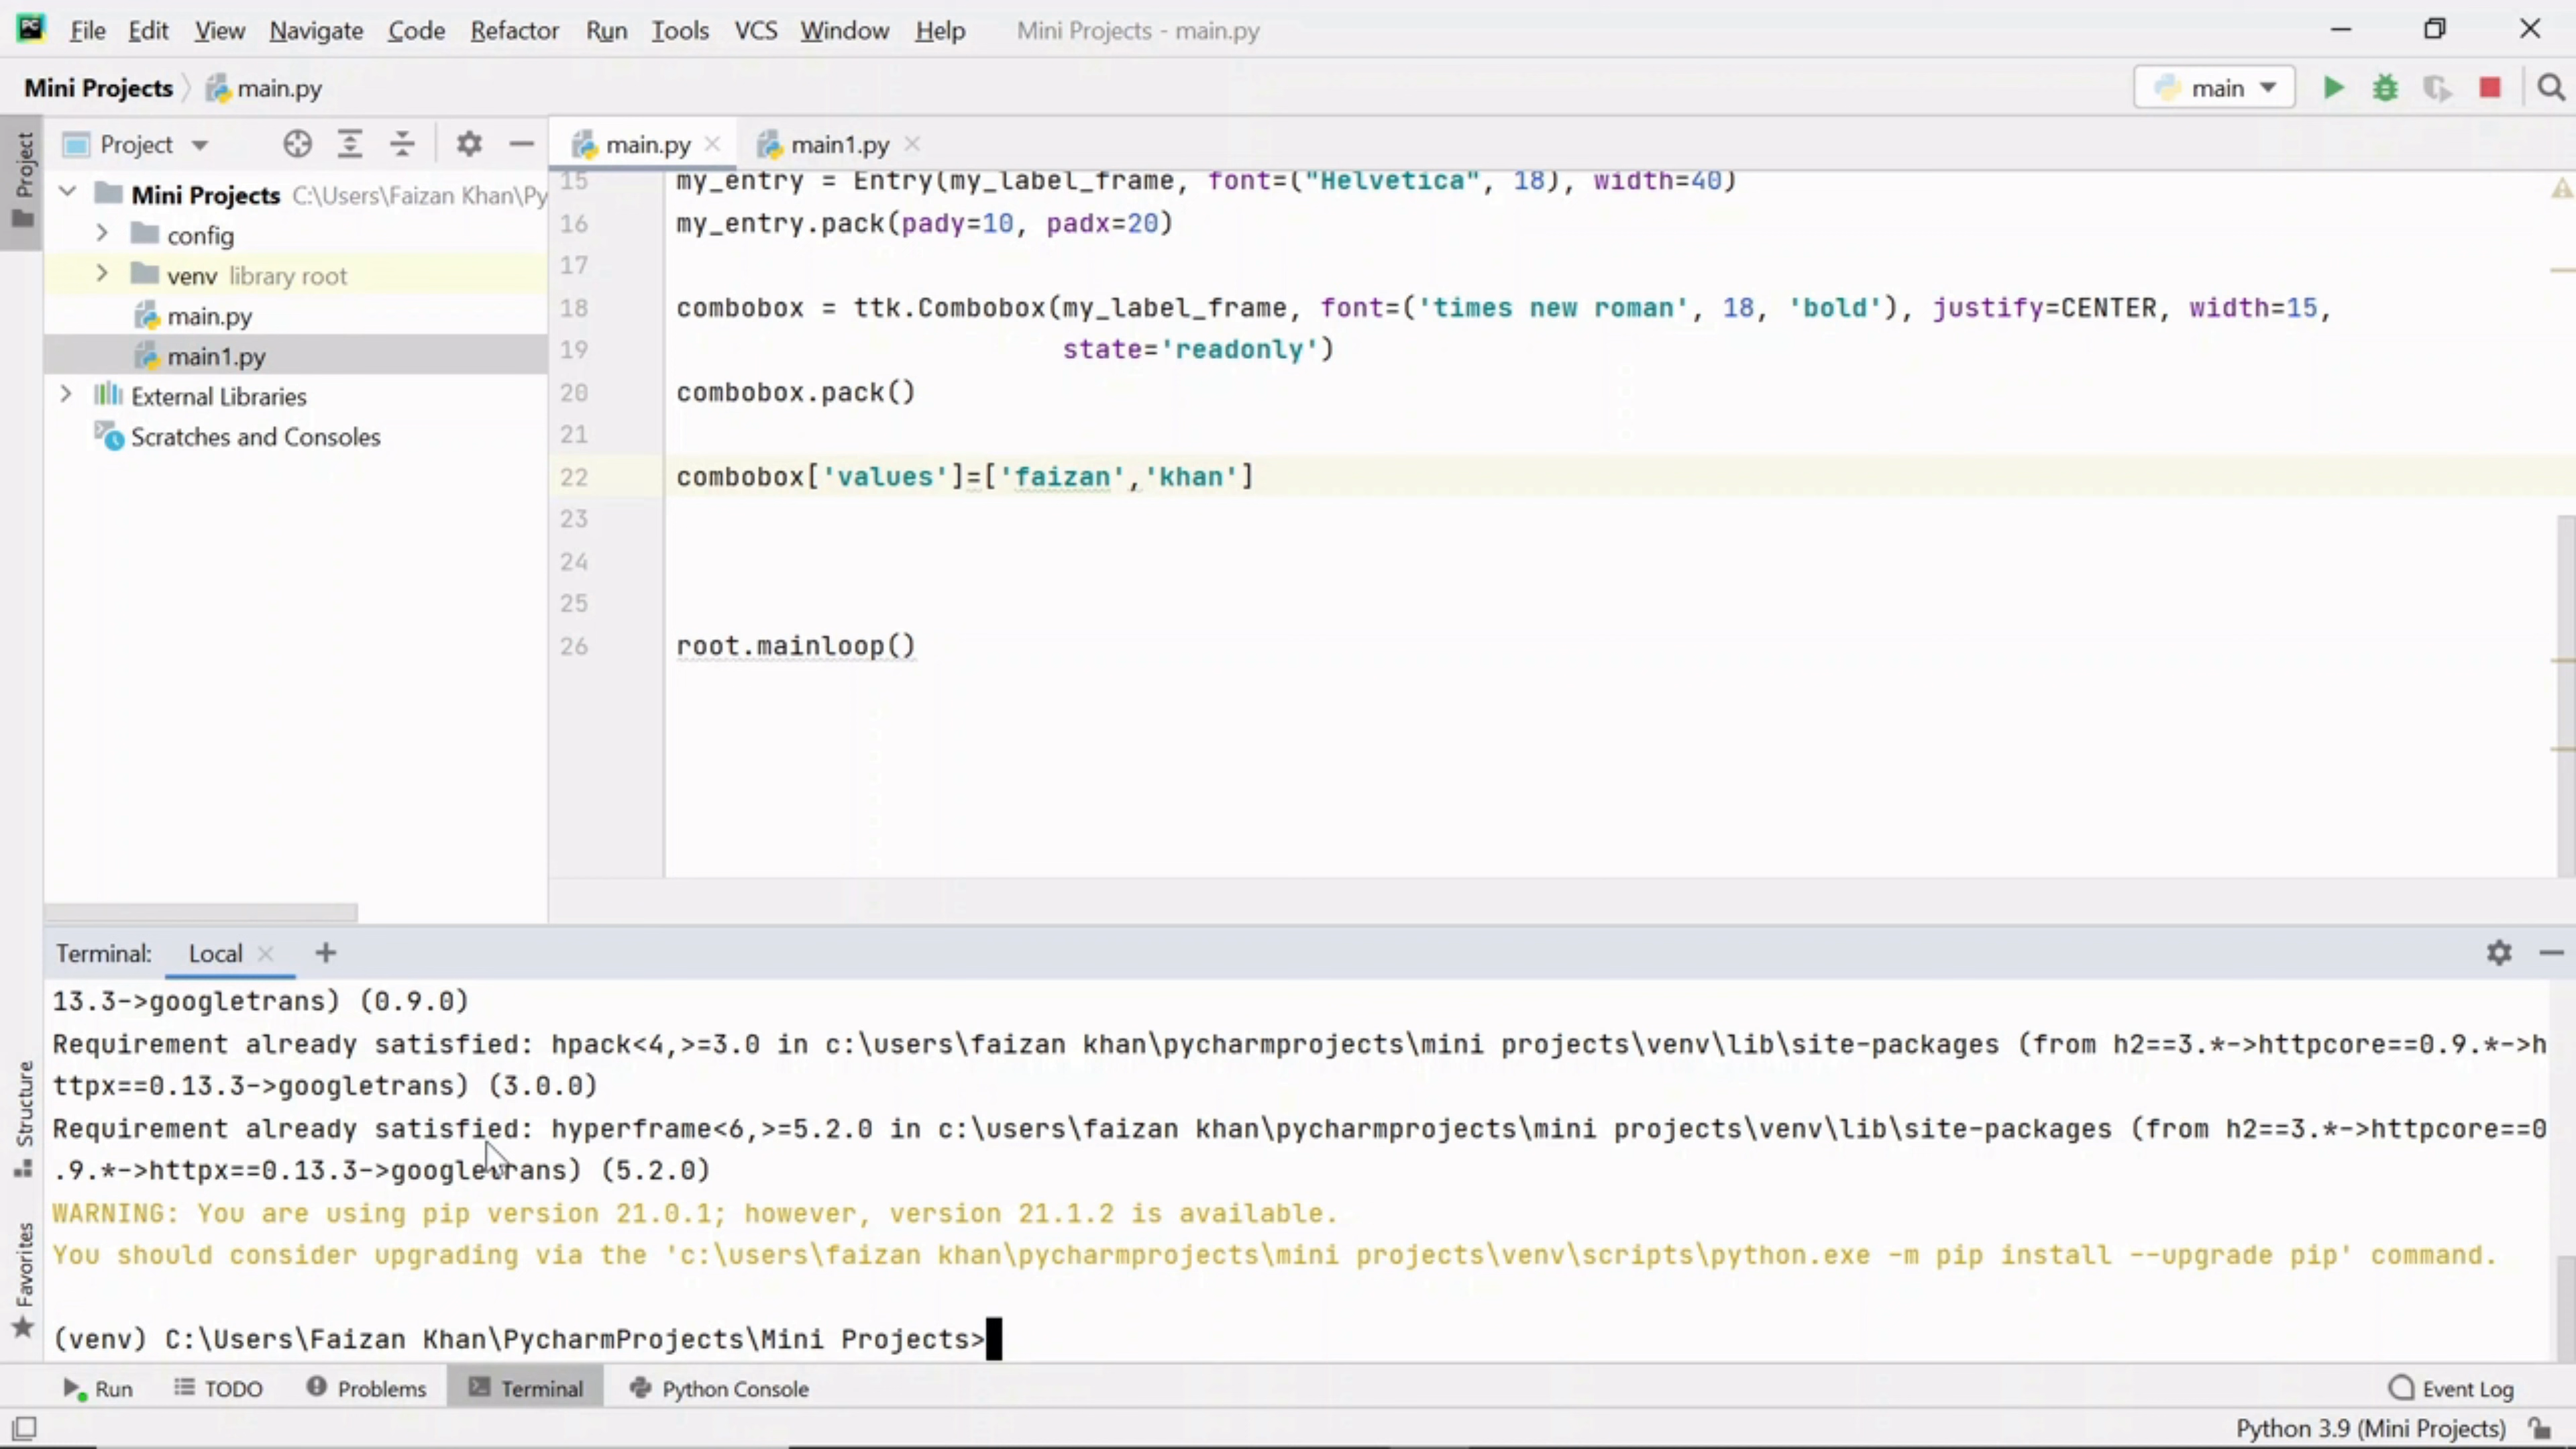 File Edit View Navigate Code Refactor Run Tools VCS Window Help Mini Projects - main.py
Mini Projects main.py main
Project main.py main1.py
Project
Mini Projects C:\Users\Faizan Khan\Py
config
venv library root
main.py
main1.py
External Libraries
Scratches and Consoles
15 my_entry = Entry(my_label_frame, font=("Helvetica", 18), width=40)
16 my_entry.pack(pady=10, padx=20)
17
18 combobox = ttk.Combobox(my_label_frame, font=('times new roman', 18, 'bold'), justify=CENTER, width=15,
19 state='readonly')
20 combobox.pack()
21
22 combobox['values']=['faizan','khan']
23
24
25
26 root.mainloop()
Terminal: Local
13.3->googletrans) (0.9.0)
Requirement already satisfied: hpack<4,>=3.0 in c:\users\faizan khan\pycharmprojects\mini projects\venv\lib\site-packages (from h2==3.*->httpcore==0.9.*->h
ttpx==0.13.3->googletrans) (3.0.0)
Requirement already satisfied: hyperframe<6,>=5.2.0 in c:\users\faizan khan\pycharmprojects\mini projects\venv\lib\site-packages (from h2==3.*->httpcore==0
.9.*->httpx==0.13.3->googletrans) (5.2.0)
WARNING: You are using pip version 21.0.1; however, version 21.1.2 is available.
You should consider upgrading via the 'c:\users\faizan khan\pycharmprojects\mini projects\venv\scripts\python.exe -m pip install --upgrade pip' command.
(venv) C:\Users\Faizan Khan\PycharmProjects\Mini Projects>
Structure
Favorites
Run TODO Problems Terminal Python Console Event Log
Python 3.9 (Mini Projects)